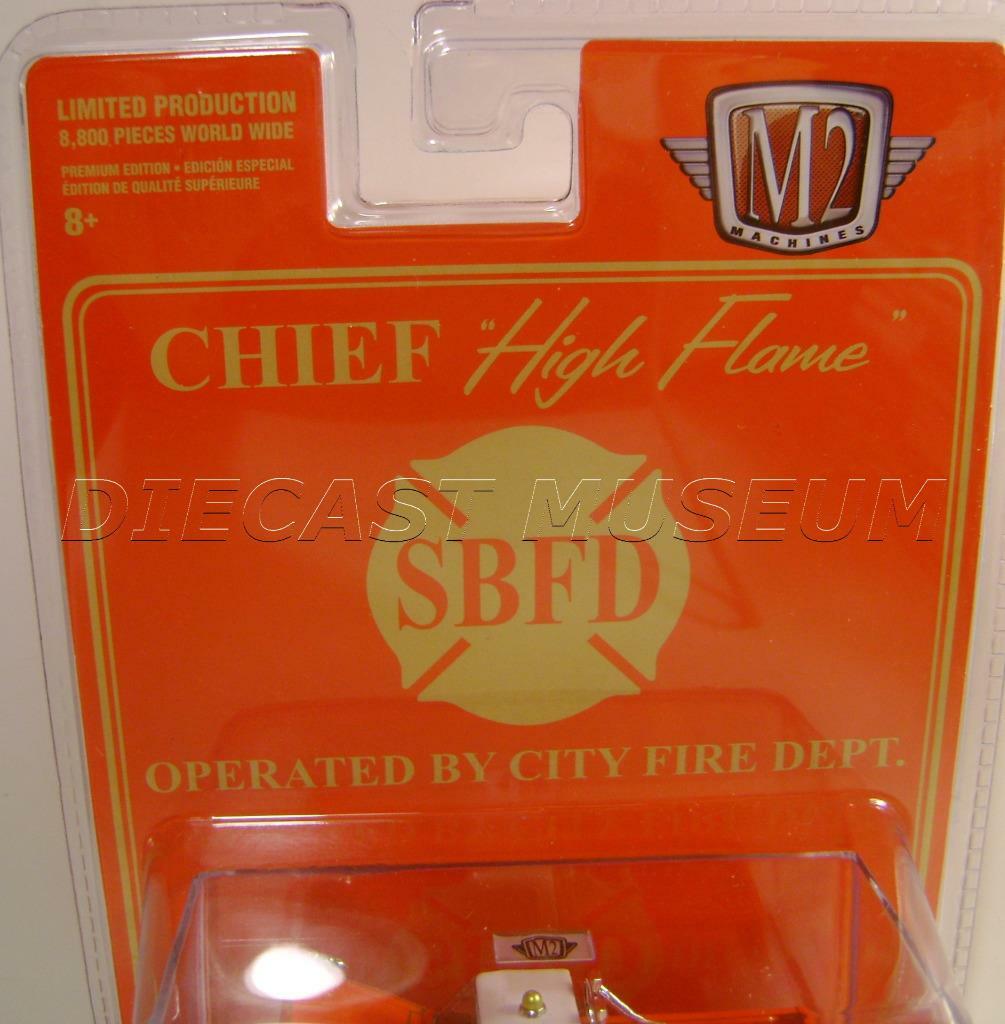 LIMITED PRODUCTION
8,800 PIECES WORLD WIDE
PREMIUM EDITION • EDICIÓN ESPECIAL
ÉDITION DE QUALITÉ SUPÉRIEURE
8+
M2
MACHINES
CHIEF "High Flame"
DIECAST MUSEUM
SBFD
OPERATED BY CITY FIRE DEPT.
M2